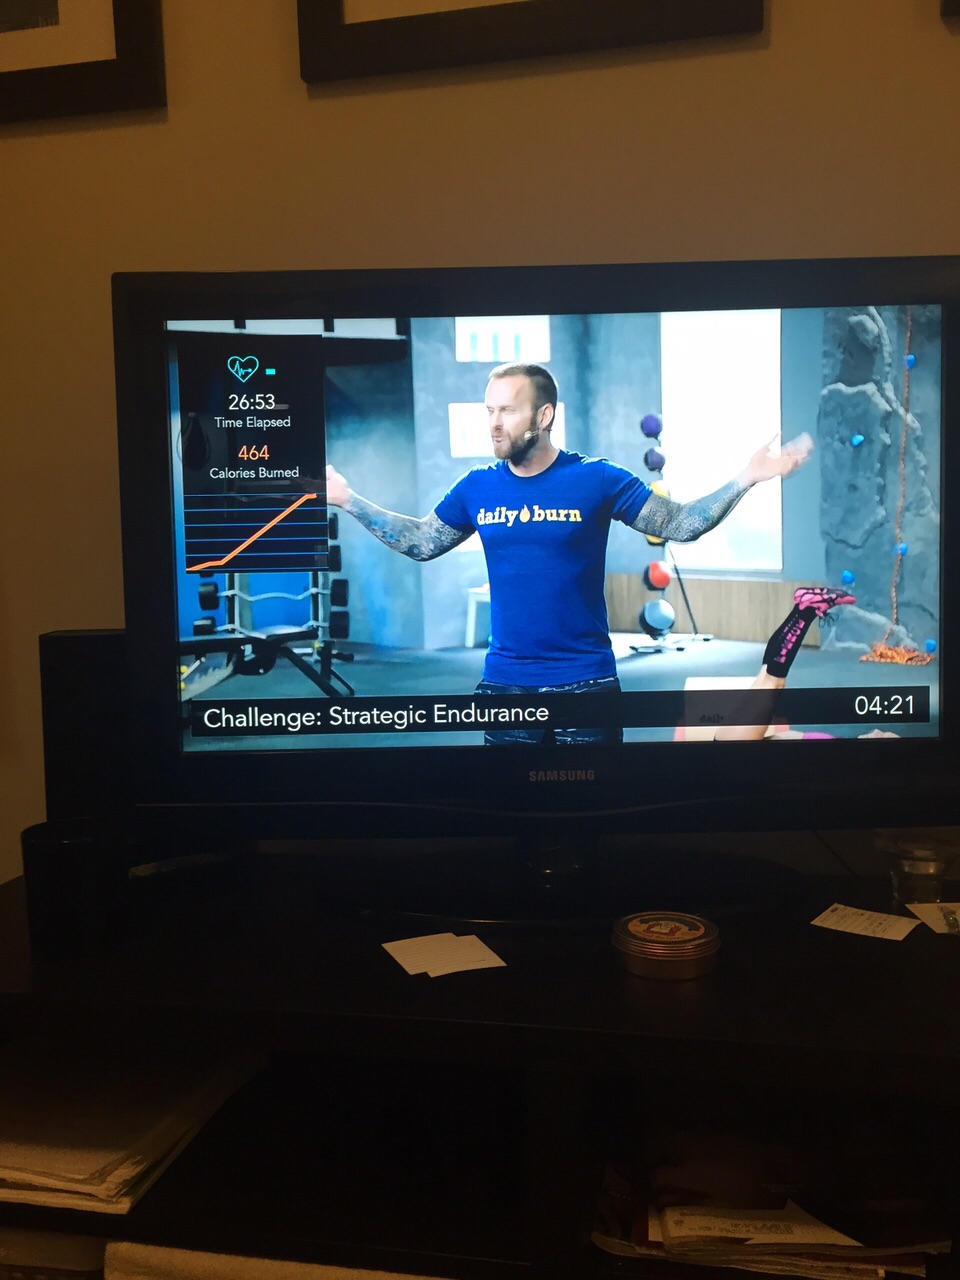 26:53
Time Elapsed
464
Calories Burned
daily burn
Challenge: Strategic Endurance
04:21
SAMSUNG